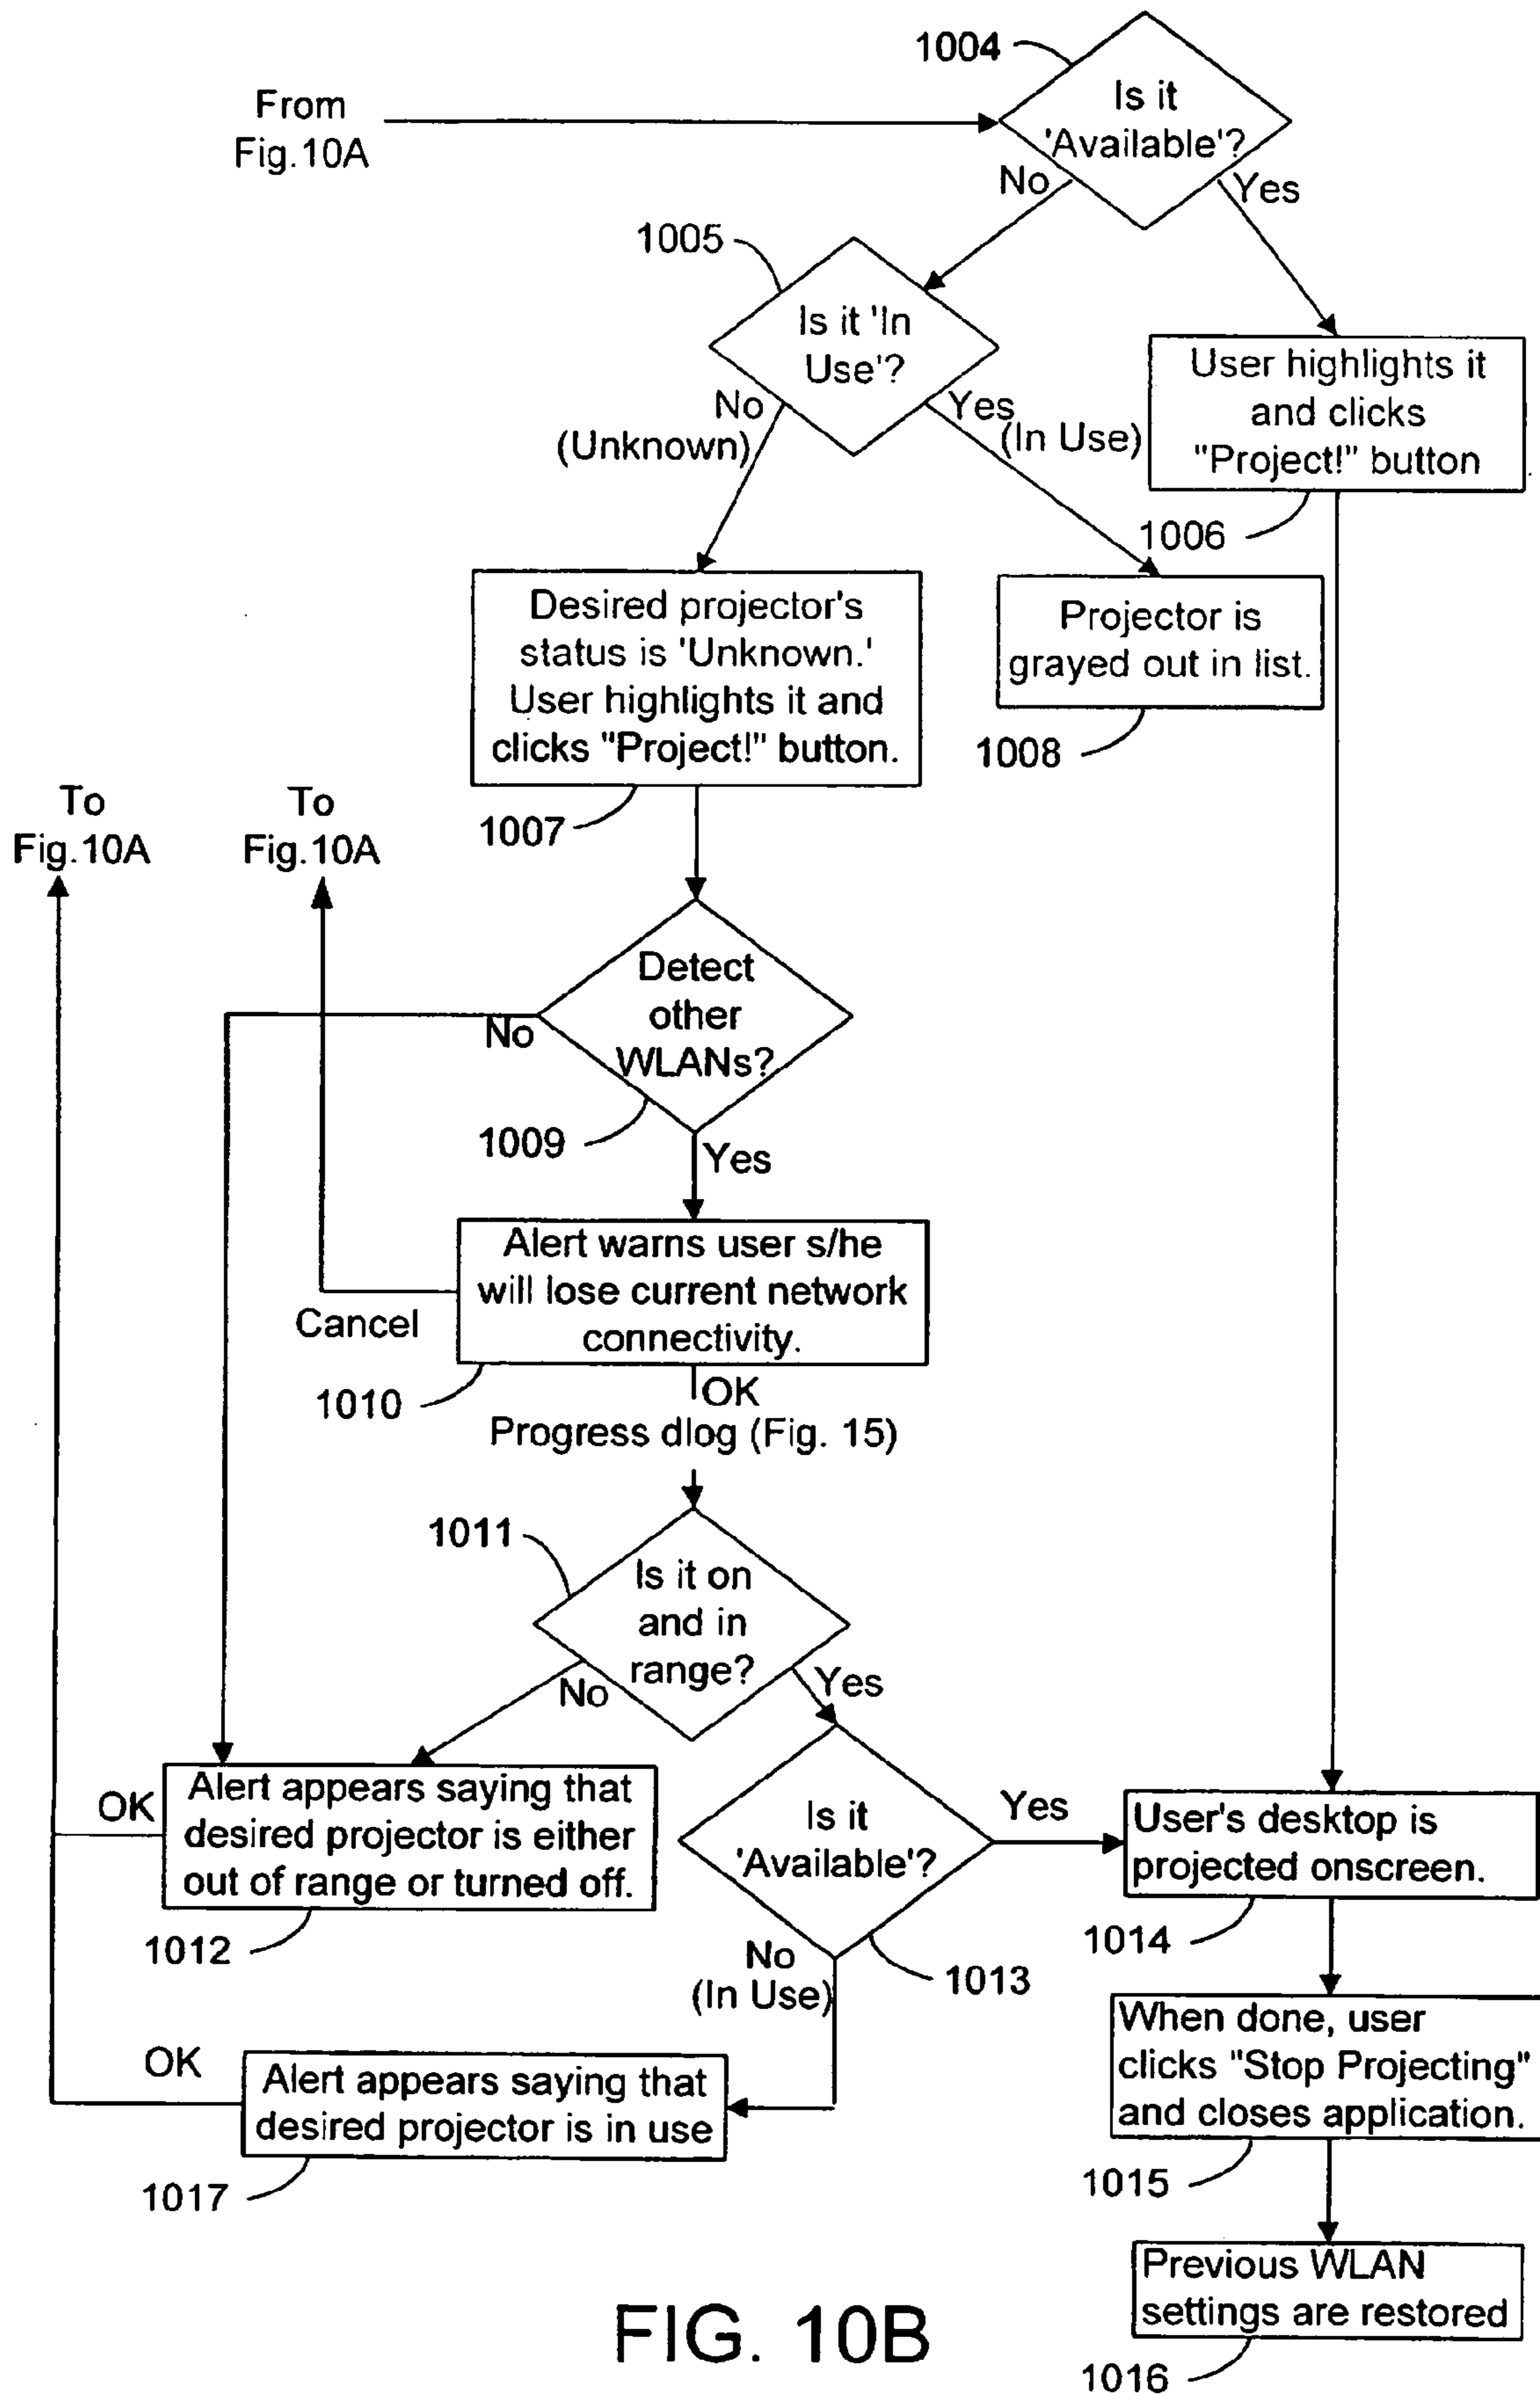 1004
Is it
'Available'?
From
Fig.10A
No
Yes
1005
Is it 'In
Use'?
No
(Unknown)
Yes
(In Use)
User highlights it
and clicks
"Project!" button
1006
Desired projector's
status is 'Unknown.'
User highlights it and
clicks "Project!" button.
1007
Projector is
grayed out in list.
1008
To
Fig.10A
To
Fig.10A
Detect
other
WLANs?
No
1009
Yes
Alert warns user s/he
will lose current network
connectivity.
Cancel
1010
OK
Progress dlog (Fig. 15)
1011
Is it on
and in
range?
No
Yes
OK
Alert appears saying that
desired projector is either
out of range or turned off.
1012
Is it
'Available'?
Yes
User's desktop is
projected onscreen.
1014
No
(In Use)
1013
When done, user
clicks "Stop Projecting"
and closes application.
1015
OK
Alert appears saying that
desired projector is in use
1017
Previous WLAN
settings are restored
1016
FIG. 10B